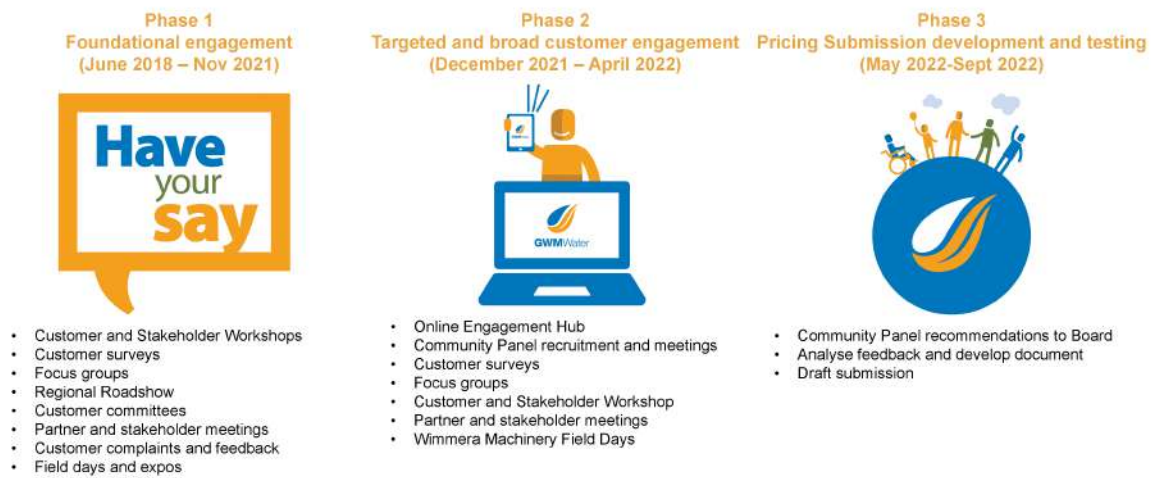 Phase 1
Foundational engagement
(June 2018 – Nov 2021)
Have
your
say
• Customer and Stakeholder Workshops
• Customer surveys
• Focus groups
• Regional Roadshow
• Customer committees
• Partner and stakeholder meetings
• Customer complaints and feedback
• Field days and expos
Phase 2
Targeted and broad customer engagement
(December 2021 – April 2022)
GWMWater
• Online Engagement Hub
• Community Panel recruitment and meetings
• Customer surveys
• Focus groups
• Customer and Stakeholder Workshop
• Partner and stakeholder meetings
• Wimmera Machinery Field Days
Phase 3
Pricing Submission development and testing
(May 2022-Sept 2022)
• Community Panel recommendations to Board
• Analyse feedback and develop document
• Draft submission